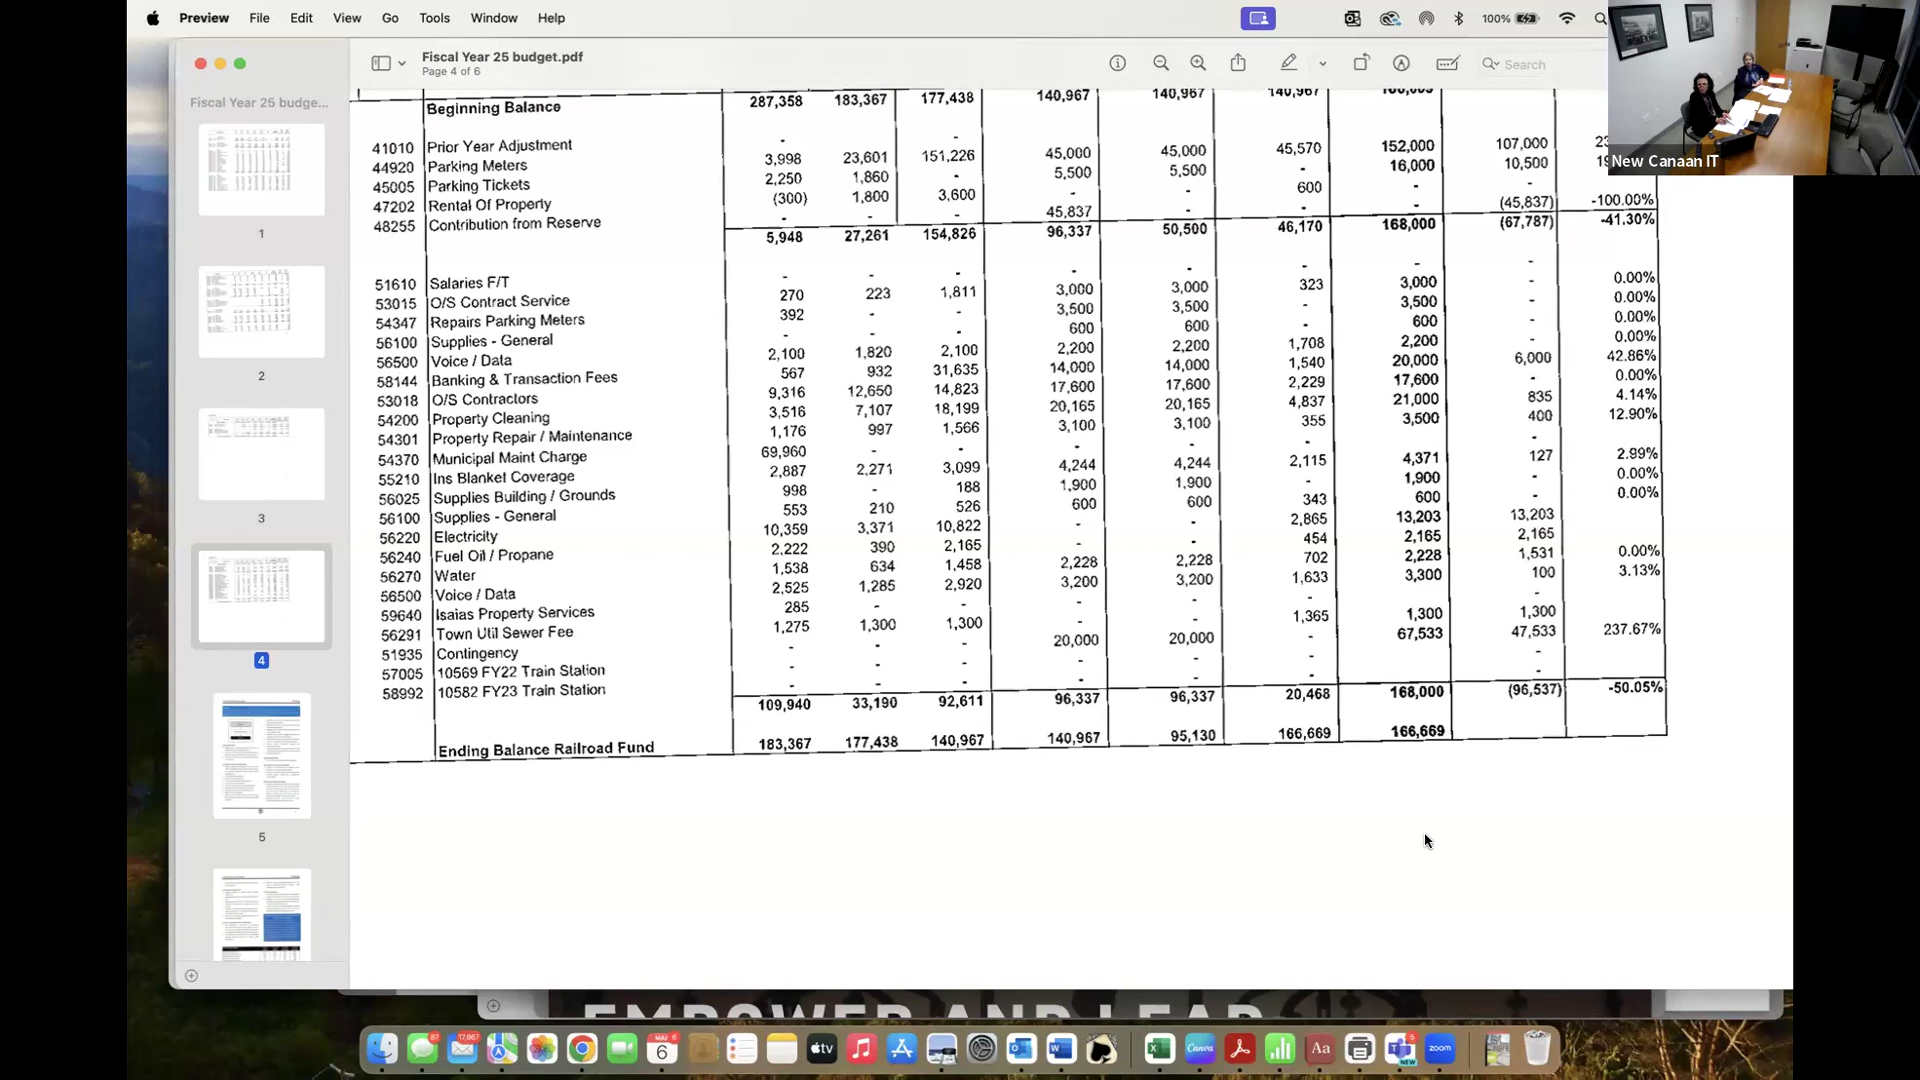 Preview File Edit View Go Tools Window Help 100%
Fiscal Year 25 budget.pdf
Page 4 of 6
Search
New Canaan IT
Fiscal Year 25 budge...
1
2
3
4
5
Beginning Balance 287,358 183,367 177,438 140,967 140,967 140,967
41010 Prior Year Adjustment - -
44920 Parking Meters 3,998 23,601 151,226 45,000 45,000 45,570 152,000 107,000
45005 Parking Tickets 2,250 1,860 - 5,500 5,500 16,000 10,500
47202 Rental Of Property (300) 1,800 3,600 - - 600 - -
48255 Contribution from Reserve - - - 45,837 - - - (45,837) -100.00%
5,948 27,261 154,826 96,337 50,500 46,170 168,000 (67,787) -41.30%
51610 Salaries F/T - - - - - - -
53015 O/S Contract Service 270 223 1,811 3,000 3,000 323 3,000 - 0.00%
54347 Repairs Parking Meters 392 - - 3,500 3,500 - 3,500 - 0.00%
56100 Supplies - General - 600 600 - 600 - 0.00%
56500 Voice / Data 2,100 1,820 2,100 2,200 2,200 1,708 2,200 - 0.00%
58144 Banking & Transaction Fees 567 932 31,635 14,000 14,000 1,540 20,000 6,000 42.86%
53018 O/S Contractors 9,316 12,650 14,823 17,600 17,600 2,229 17,600 - 0.00%
54200 Property Cleaning 3,516 7,107 18,199 20,165 20,165 4,837 21,000 835 4.14%
54301 Property Repair / Maintenance 1,176 997 1,566 3,100 3,100 355 3,500 400 12.90%
54370 Municipal Maint Charge 69,960 - - - - - -
55210 Ins Blanket Coverage 2,887 2,271 3,099 4,244 4,244 2,115 4,371 127 2.99%
56025 Supplies Building / Grounds 998 - 188 1,900 1,900 - 1,900 - 0.00%
56100 Supplies - General 553 210 526 600 600 343 600 - 0.00%
56220 Electricity 10,359 3,371 10,822 - - 2,865 13,203 13,203
56240 Fuel Oil / Propane 2,222 390 2,165 - - 454 2,165 2,165
56270 Water 1,538 634 1,458 2,228 2,228 702 2,228 1,531 0.00%
56500 Voice / Data 2,525 1,285 2,920 3,200 3,200 1,633 3,300 100 3.13%
59640 Isaias Property Services 285 - - - - - -
56291 Town Util Sewer Fee 1,275 1,300 1,300 - - 1,365 1,300 1,300
51935 Contingency - - - 20,000 20,000 - 67,533 47,533 237.67%
57005 10569 FY22 Train Station - - - - - - -
58992 10582 FY23 Train Station - - - - - - -
109,940 33,190 92,611 96,337 96,337 20,468 168,000 (96,537) -50.05%
Ending Balance Railroad Fund 183,367 177,438 140,967 140,967 95,130 166,669 166,669
EMPOWER AND LEAD
87 17,867 tv MAY 6 Canva Aa NEW 5 zoom